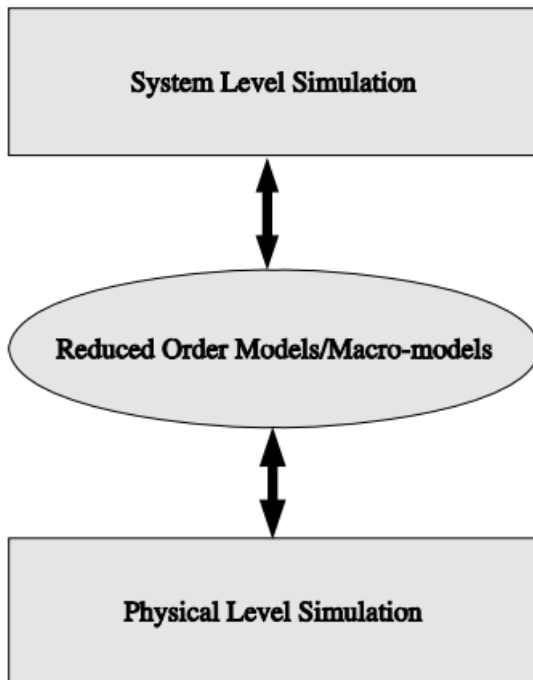 System Level Simulation
Reduced Order Models/Macro-models
Physical Level Simulation